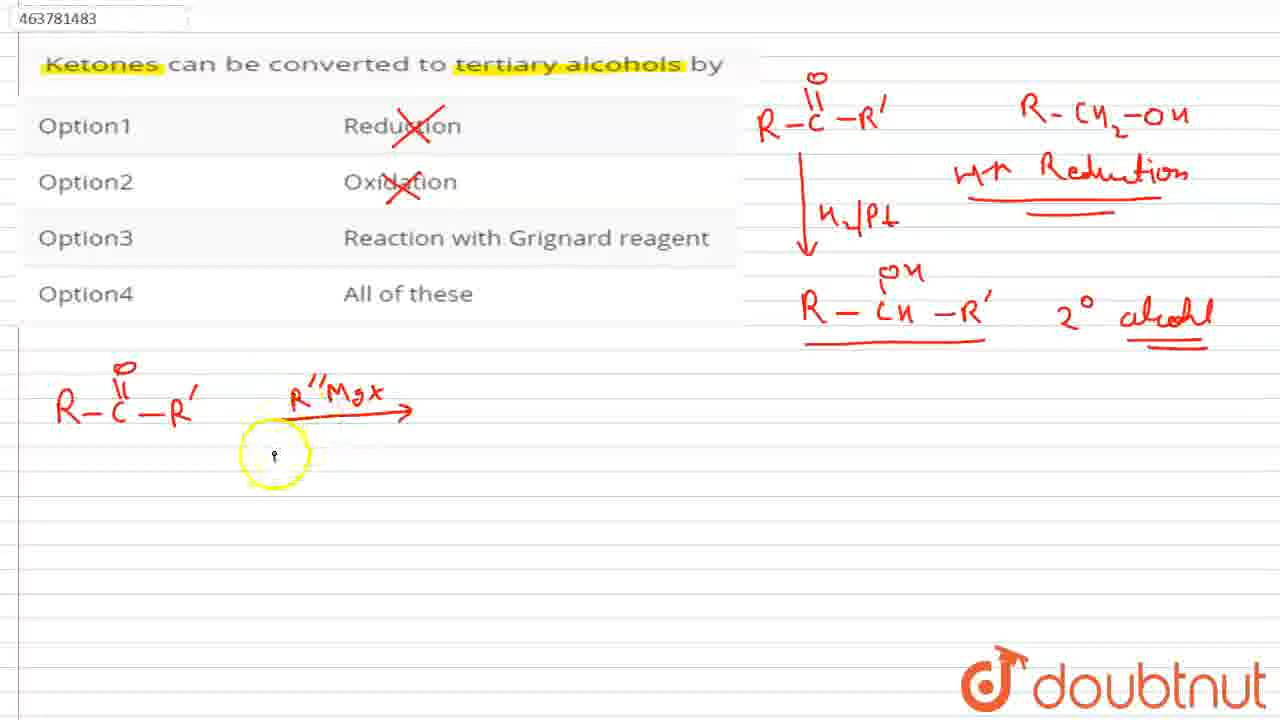 463781483
Ketones can be converted to tertiary alcohols by
Option1 Reduction
Option2 Oxidation
Option3 Reaction with Grignard reagent
Option4 All of these
O
R-C-R'
R-CH2-OH
Reduction
H2/Pt
OH
R-CH-R' 2° alcohol
O
R-C-R' R''MgX
doubtnut